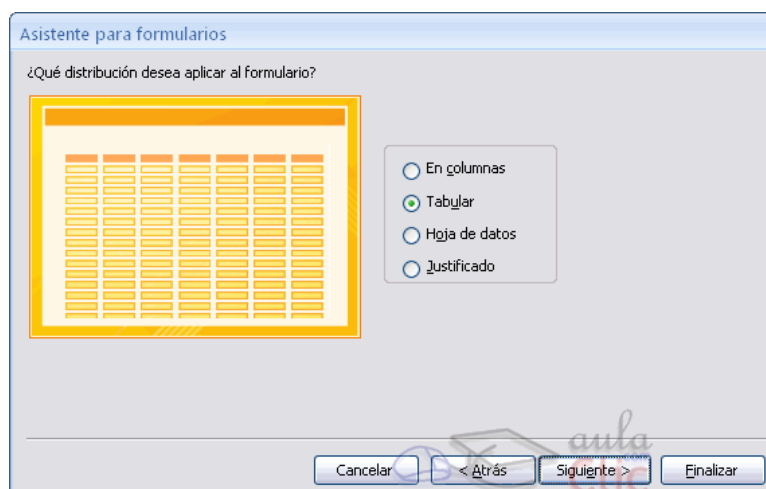 Asistente para formularios
¿Qué distribución desea aplicar al formulario?
En columnas
Tabular
Hoja de datos
Justificado
aula
Clic
Cancelar
< Atrás
Siguiente >
Finalizar